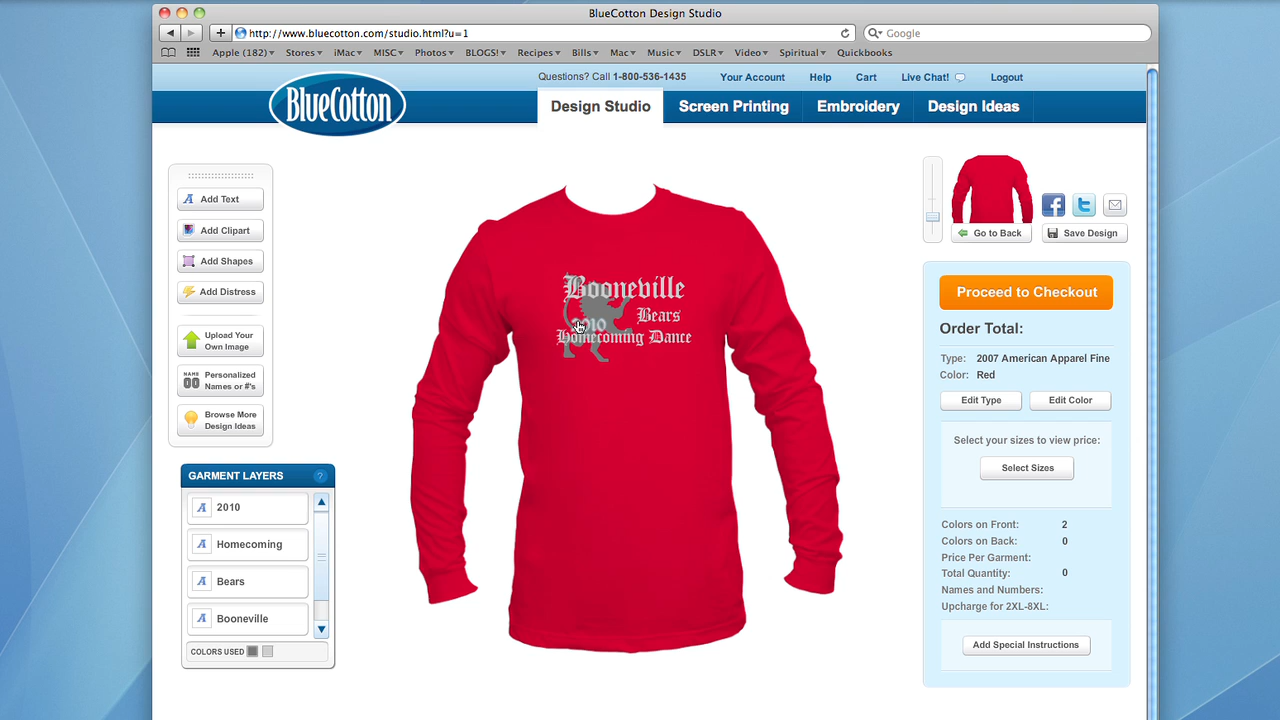 BlueCotton Design Studio
http://www.bluecotton.com/studio.html?u=1
Google
Apple (182) Stores iMac MISC Photos BLOGS! Recipes Bills Mac Music DSLR Video Spiritual Quickbooks
Questions? Call 1-800-536-1435 Your Account Help Cart Live Chat! Logout
BlueCotton
Design Studio Screen Printing Embroidery Design Ideas
Add Text
Add Clipart
Add Shapes
Add Distress
Upload Your
Own Image
NAME
00
Personalized
Names or #'s
Browse More
Design Ideas
GARMENT LAYERS ?
2010
Homecoming
Bears
Booneville
COLORS USED
Booneville
Bears
2010
Homecoming Dance
Go to Back
Save Design
Proceed to Checkout
Order Total:
Type: 2007 American Apparel Fine
Color: Red
Edit Type Edit Color
Select your sizes to view price:
Select Sizes
Colors on Front: 2
Colors on Back: 0
Price Per Garment:
Total Quantity: 0
Names and Numbers:
Upcharge for 2XL-8XL:
Add Special Instructions